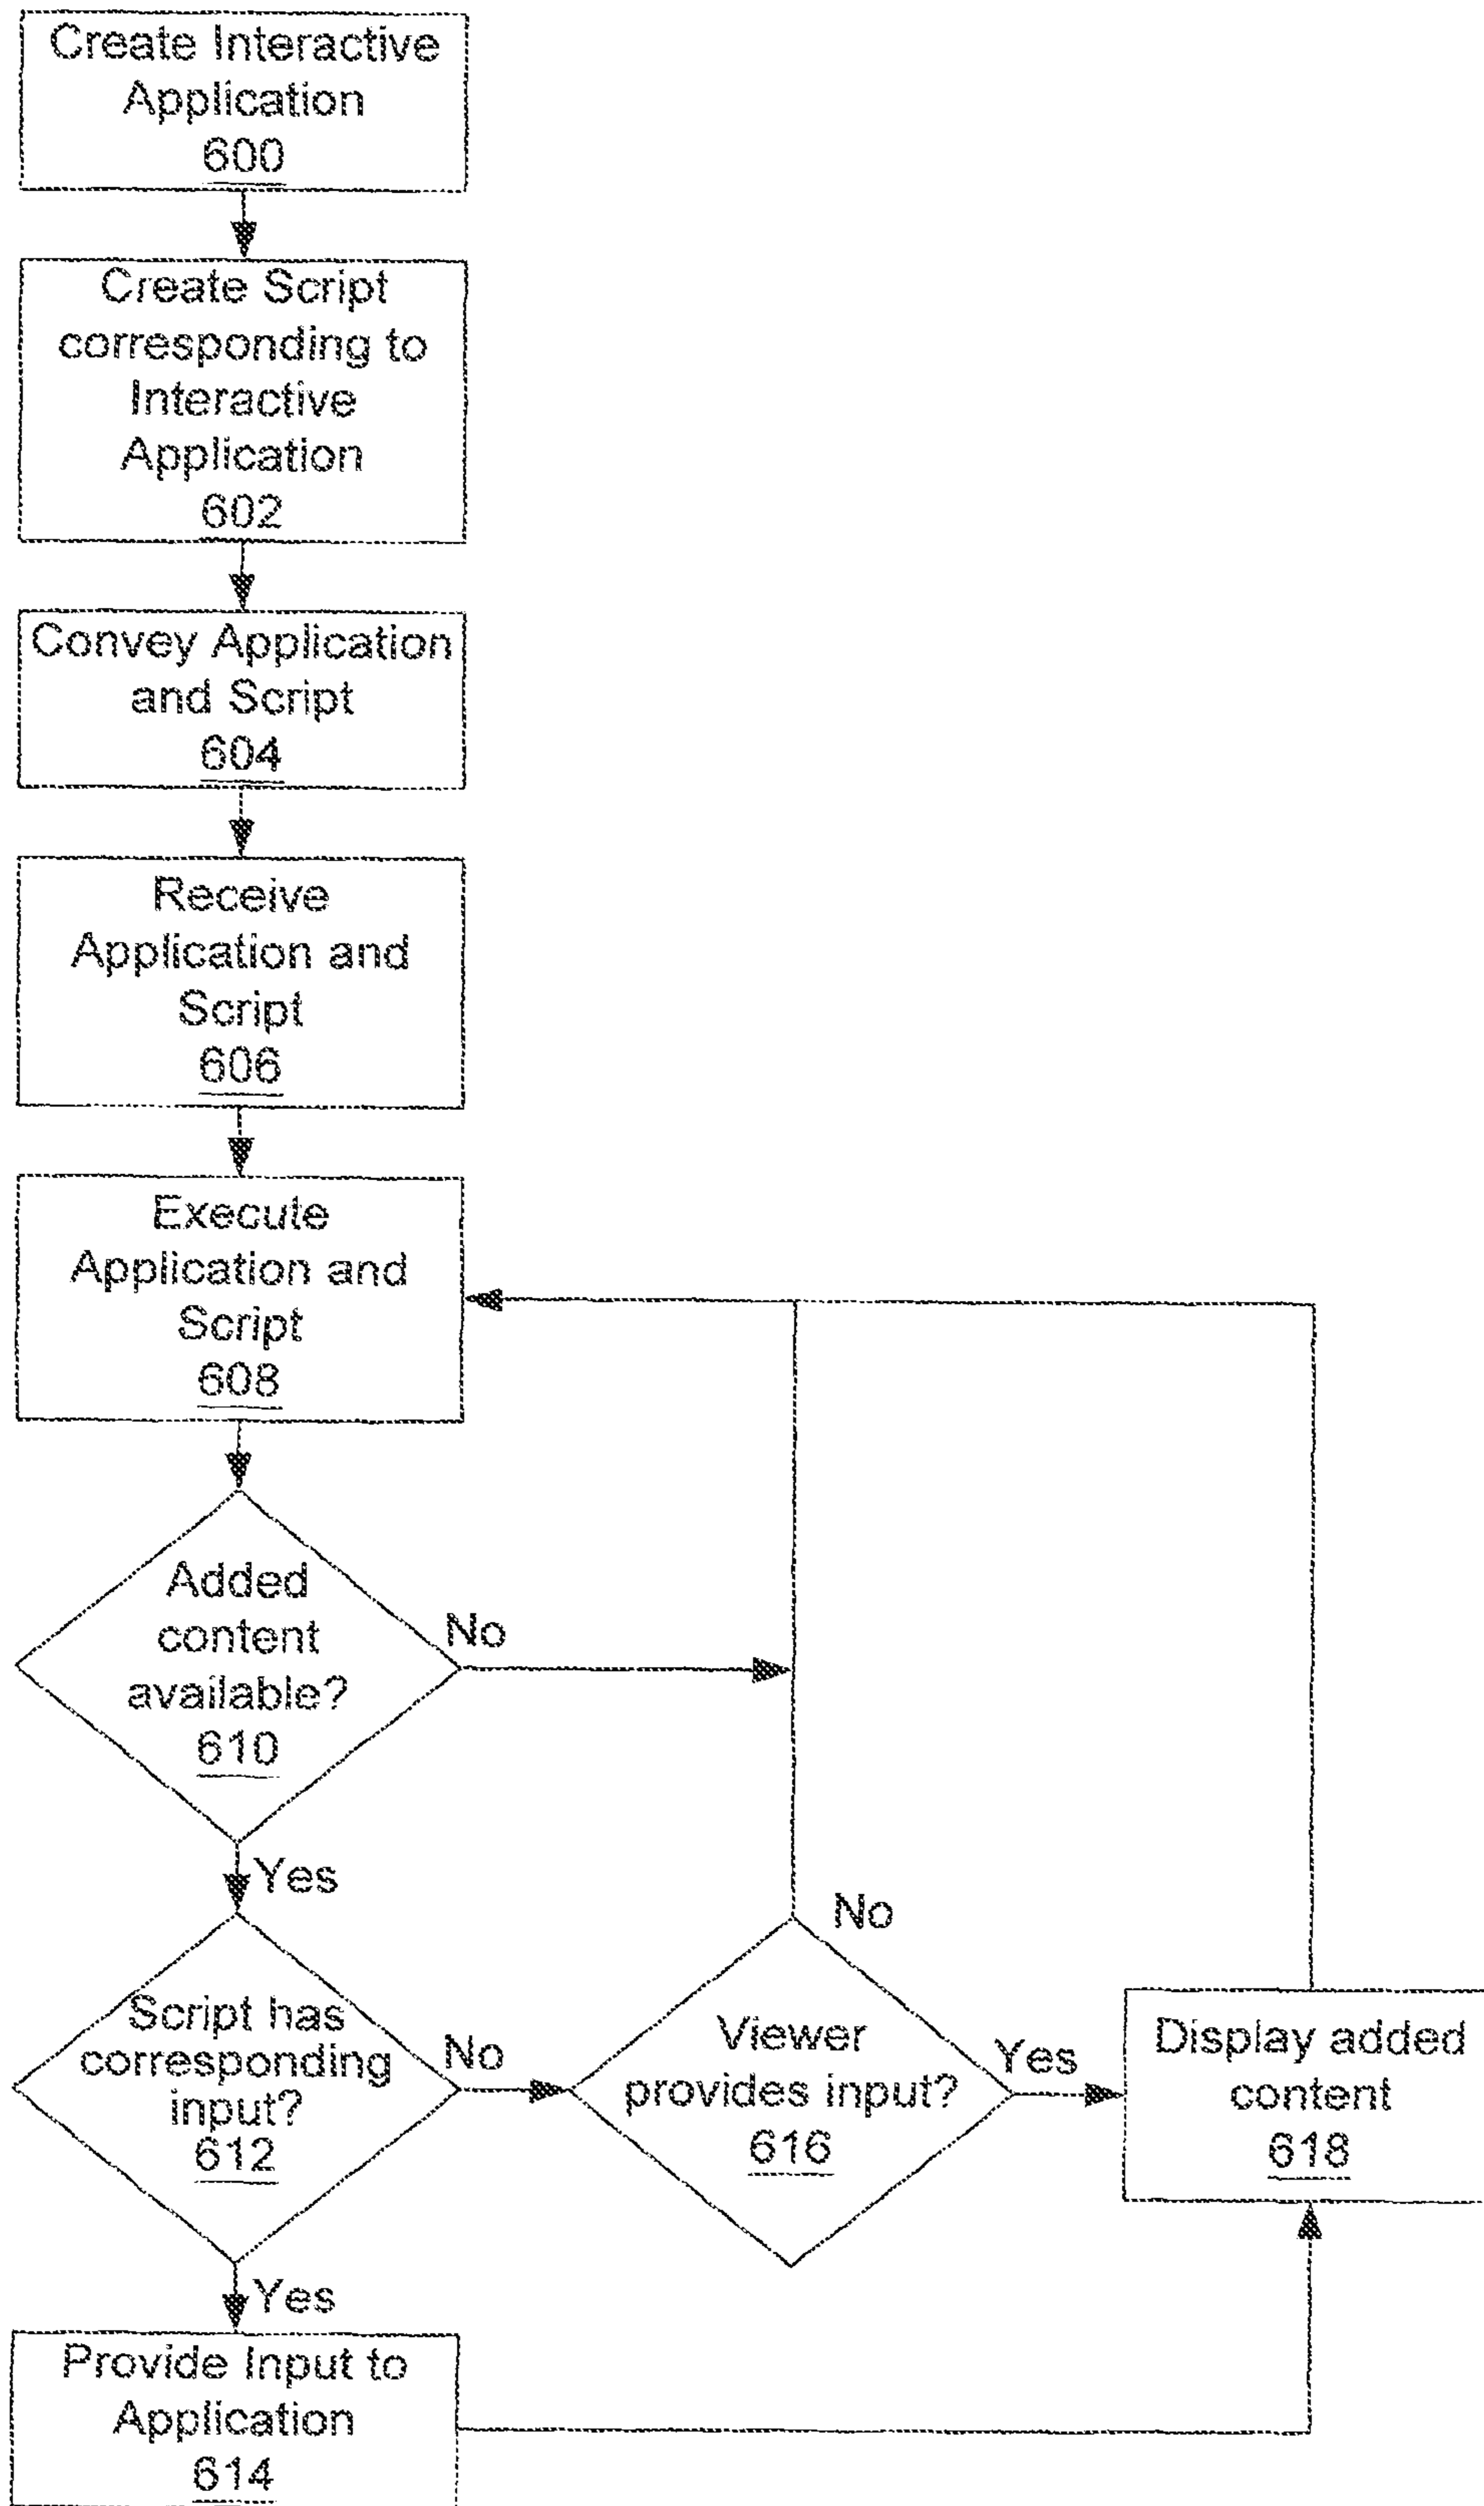 Create Interactive
Application
600
Create Script
corresponding to
Interactive
Application
602
Convey Application
and Script
604
Receive
Application and
Script
606
Execute
Application and
Script
608
Added
content
available?
610
No
Yes
Script has
corresponding
input?
612
No
Yes
Viewer
provides input?
616
No
Yes
Display added
content
618
Provide Input to
Application
614